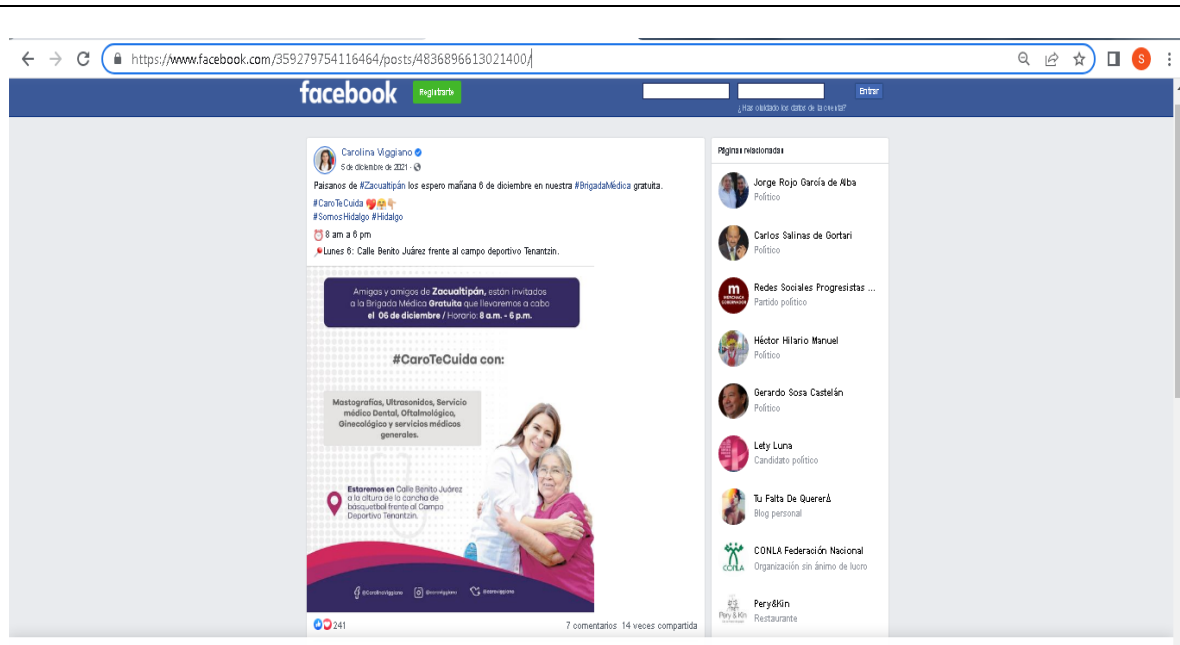 https://www.facebook.com/359279754116464/posts/4836896613021400/
S
facebook
Registrarte
Entrar
¿Has olvidado los datos de la cuenta?
Carolina Viggiano
5 de diciembre de 2021 ·
Paisanos de #Zacualtipán los espero mañana 6 de diciembre en nuestra #BrigadaMédica gratuita.
#CaroTeCuida
#SomosHidalgo #Hidalgo
8 am a 6 pm
Lunes 6: Calle Benito Juárez frente al campo deportivo Tenantzin.
Amigas y amigos de Zacualtipán, están invitados
a la Brigada Médica Gratuita que llevaremos a cabo
el 06 de diciembre / Horario: 8 a.m. - 6 p.m.
#CaroTeCuida con:
Mastografías, Ultrasonidos, Servicio
médico Dental, Oftalmológico,
Ginecológico y servicios médicos
generales.
Estaremos en Calle Benito Juárez
a la altura de la cancha de
básquetbol frente al Campo
Deportivo Tenantzin.
241
7 comentarios 14 veces compartida
Páginas relacionadas
Jorge Rojo García de Alba
Político
Carlos Salinas de Gortari
Político
Redes Sociales Progresistas ...
Partido político
Héctor Hilario Manuel
Político
Gerardo Sosa Castelán
Político
Lety Luna
Candidato político
Tu Falta De QuererÂ
Blog personal
CONLA
CONLA Federación Nacional
Organización sin ánimo de lucro
Pery & Kin
Pery&Kin
Restaurante